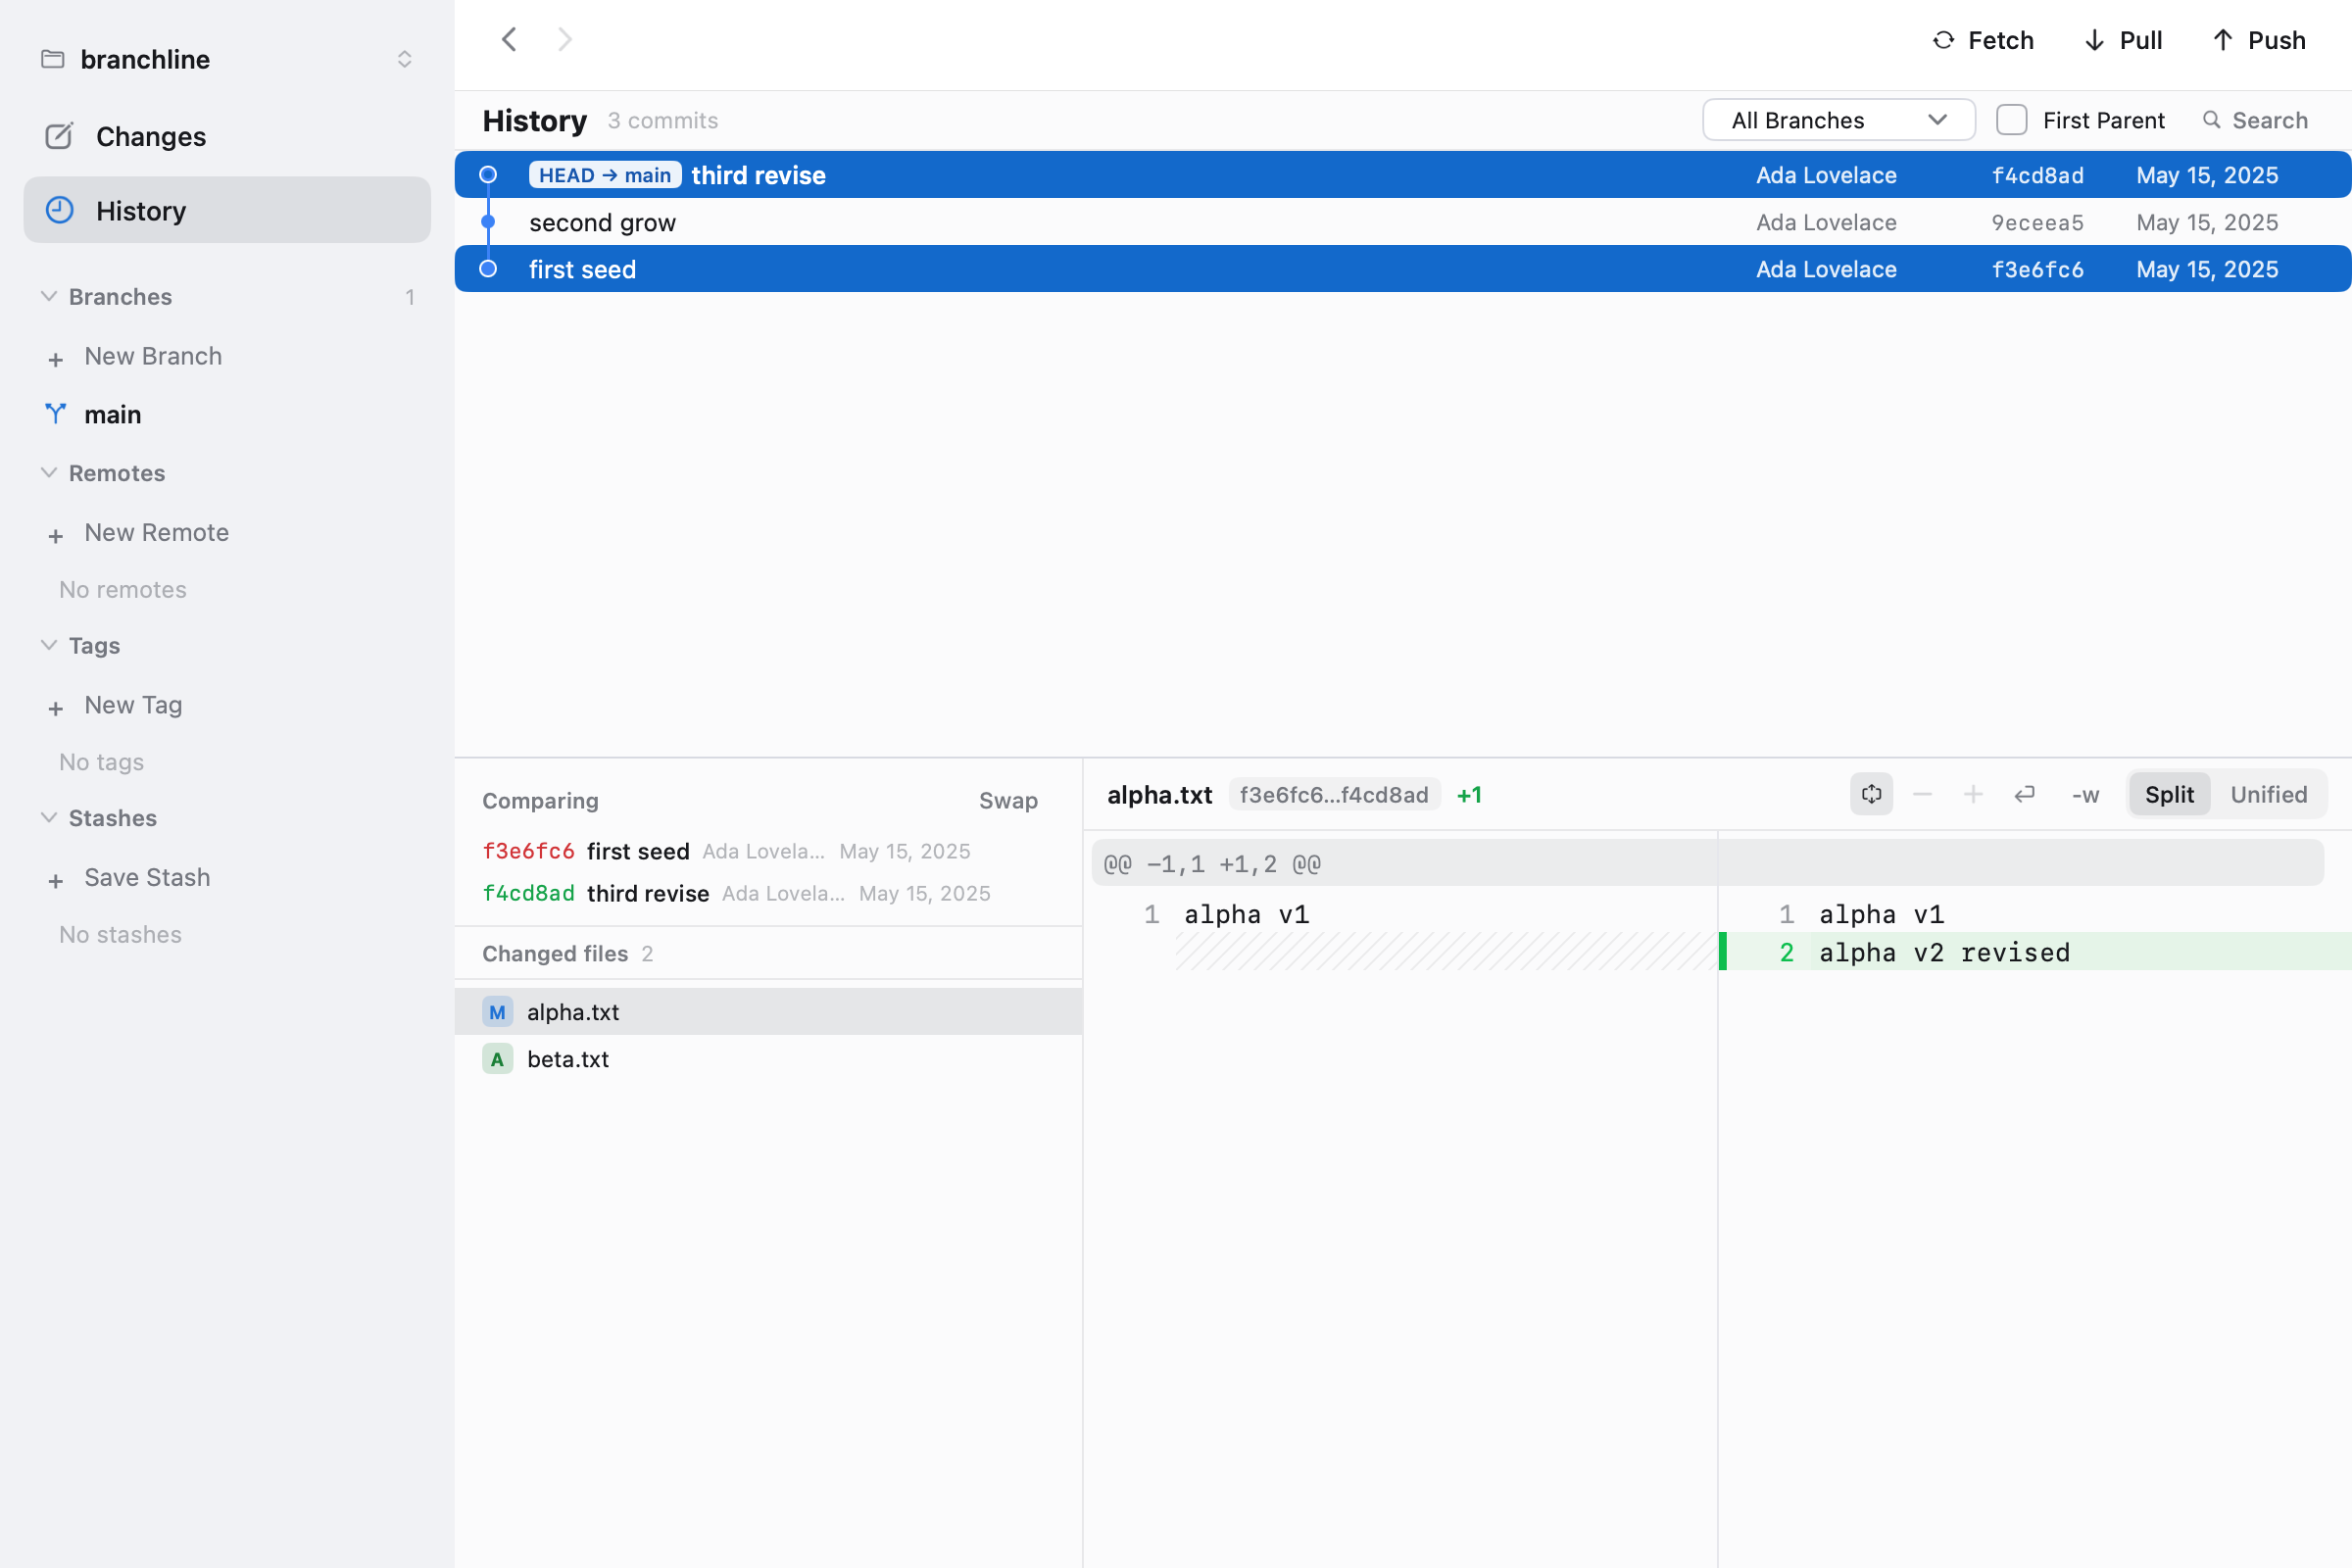 branchline
Changes
History
Branches 1
New Branch
main
Remotes
New Remote
No remotes
Tags
New Tag
No tags
Stashes
Save Stash
No stashes
Fetch Pull Push
History 3 commits All Branches First Parent Search
HEAD → main third revise Ada Lovelace f4cd8ad May 15, 2025
second grow Ada Lovelace 9eceea5 May 15, 2025
first seed Ada Lovelace f3e6fc6 May 15, 2025
Comparing Swap
f3e6fc6 first seed Ada Lovela... May 15, 2025
f4cd8ad third revise Ada Lovela... May 15, 2025
Changed files 2
M alpha.txt
A beta.txt
alpha.txt f3e6fc6...f4cd8ad +1 -w Split Unified
@@ −1,1 +1,2 @@
1 alpha v1
1 alpha v1
2 alpha v2 revised